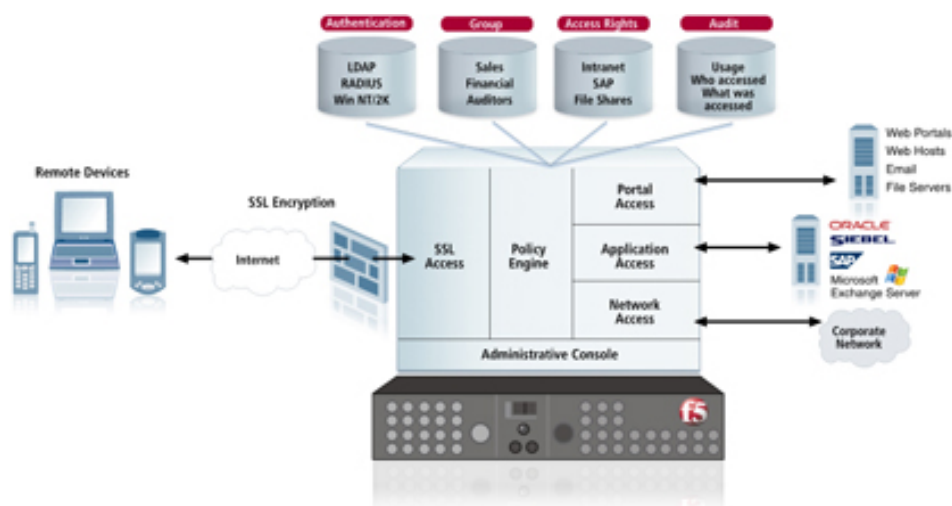 Authentication
Group
Access Rights
Audit
LDAP
RADIUS
Win NT/2K
Sales
Financial
Auditors
Intranet
SAP
File Shares
Usage
Who accessed
What was
accessed
Remote Devices
SSL Encryption
Internet
SSL
Access
Policy
Engine
Portal
Access
Application
Access
Network
Access
Administrative Console
Web Portals
Web Hosts
Email
File Servers
ORACLE
SIEBEL
SAP
Microsoft
Exchange Server
Corporate
Network
f5